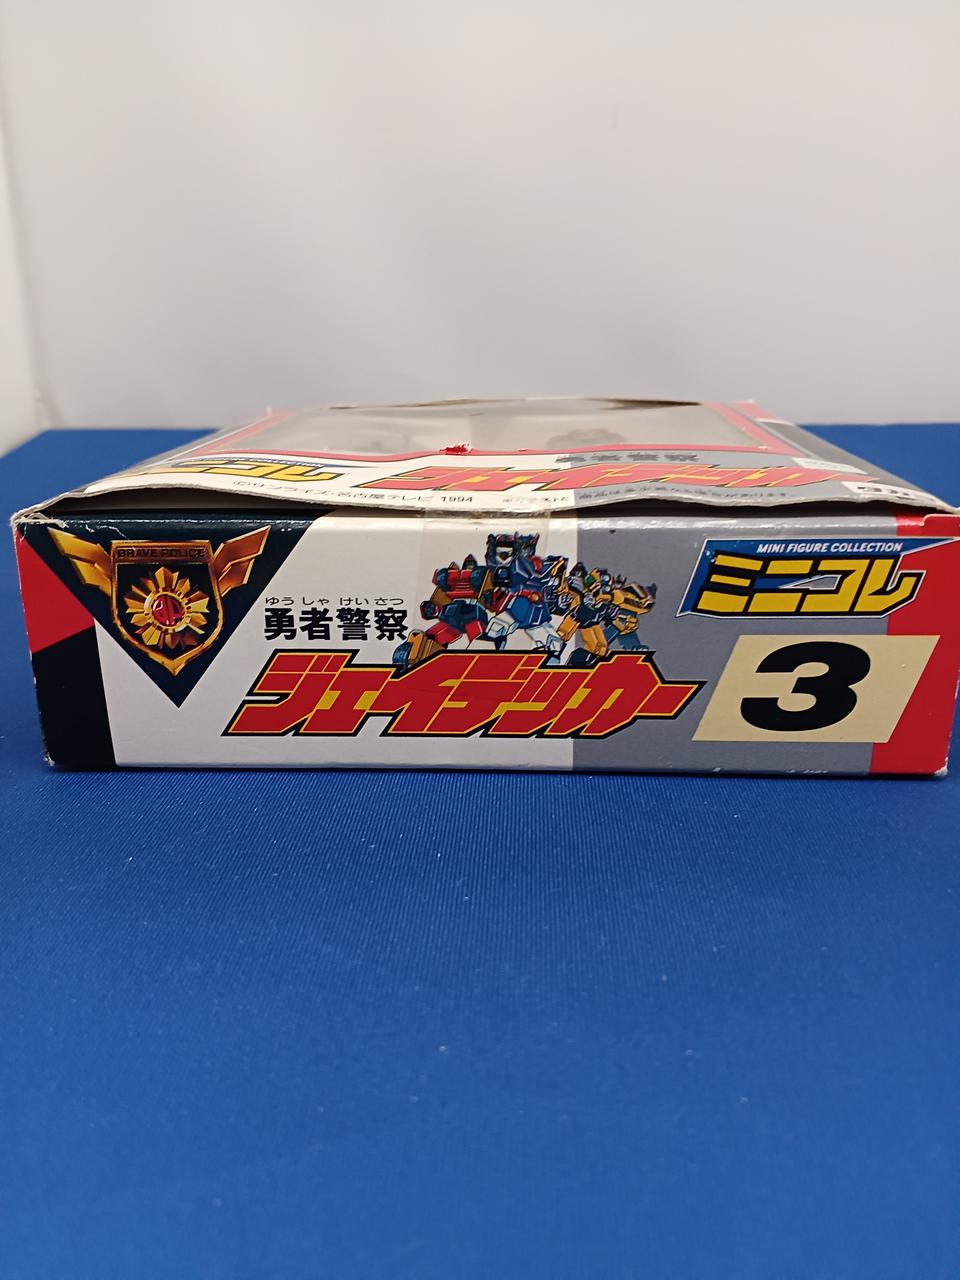 ミニコレ
ジェイデッカー
©サンライズ・名古屋テレビ 1994
BRAVE POLICE
ゆう しゃ けい さつ
勇者警察
ジェイデッカー
MINI FIGURE COLLECTION
ミニコレ
3